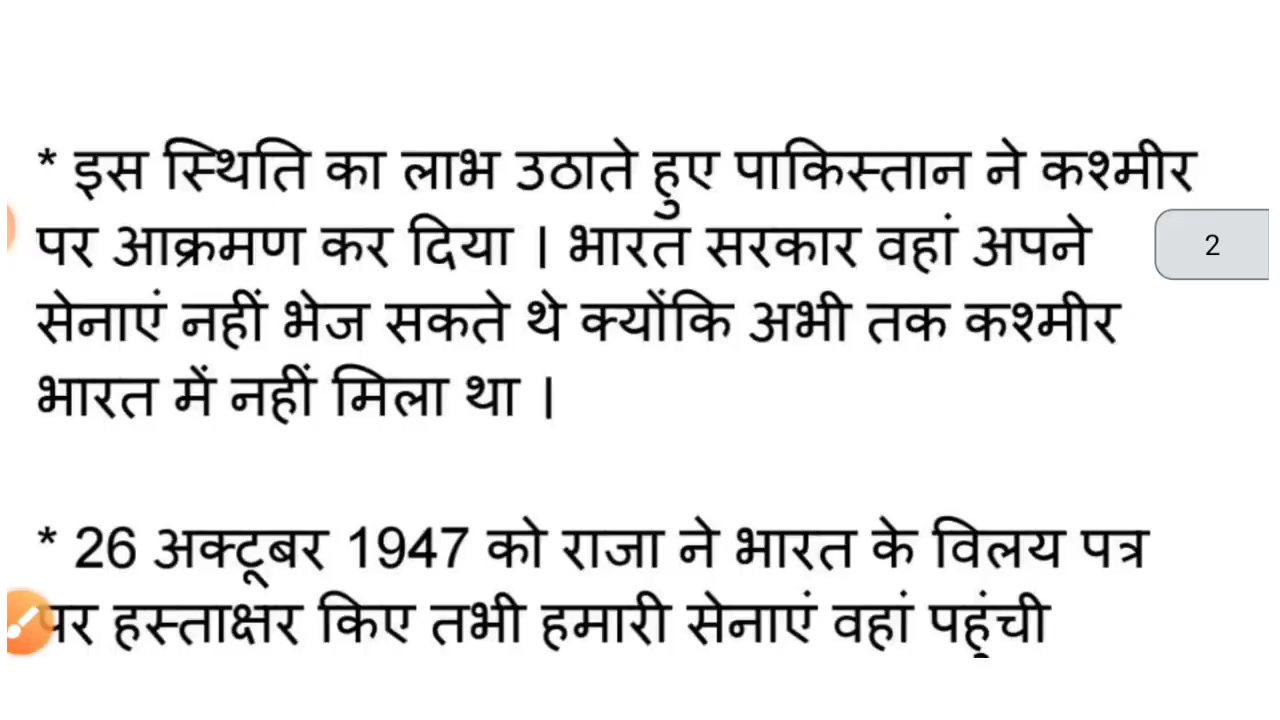 * इस स्थिति का लाभ उठाते हुए पाकिस्तान ने कश्मीर
पर आक्रमण कर दिया । भारत सरकार वहां अपने
2
सेनाएं नहीं भेज सकते थे क्योंकि अभी तक कश्मीर
भारत में नहीं मिला था ।
* 26 अक्टूबर 1947 को राजा ने भारत के विलय पत्र
पर हस्ताक्षर किए तभी हमारी सेनाएं वहां पहुंची